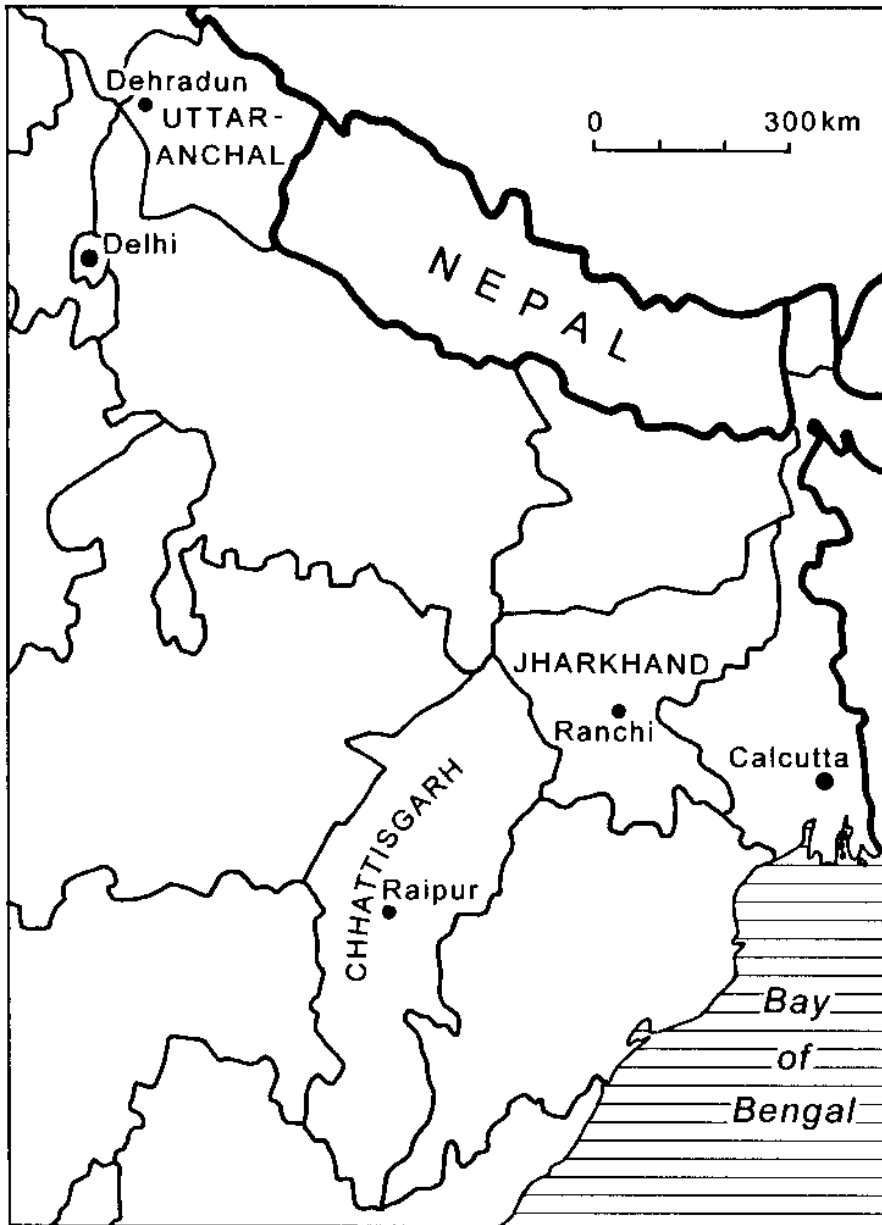 Dehradun
UTTAR-
ANCHAL
0 300km
Delhi
NEPAL
JHARKHAND
Ranchi
Calcutta
CHHATTISGARH
Raipur
Bay
of
Bengal